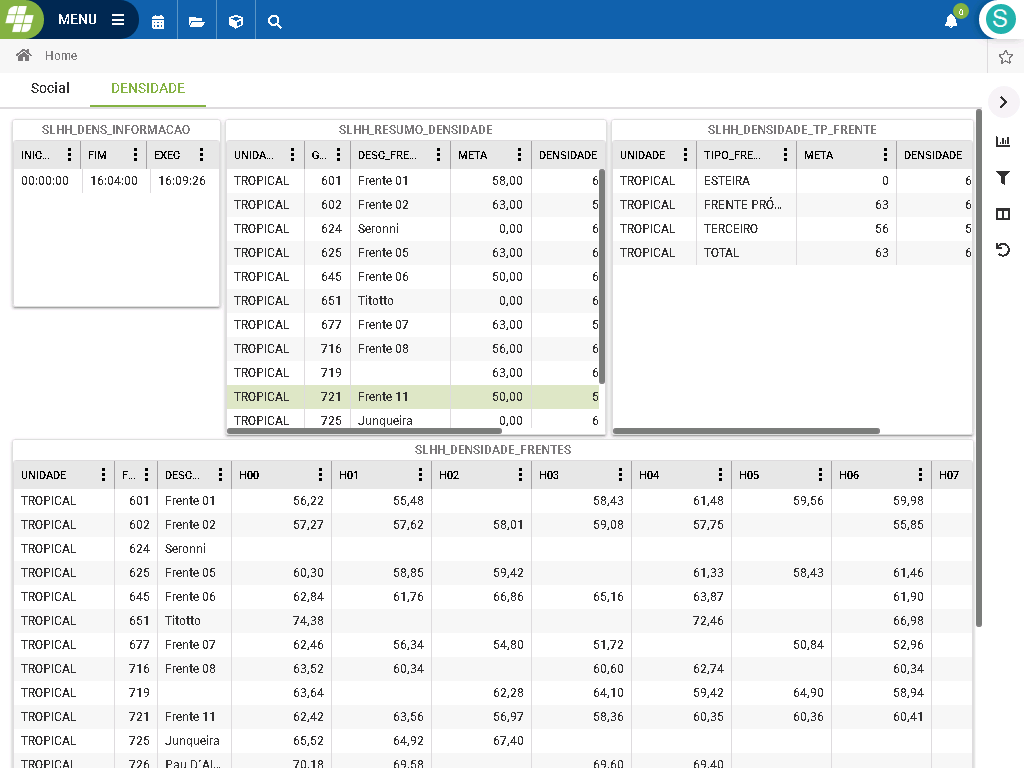 MENU
0
S
Home
Social DENSIDADE
SLHH_DENS_INFORMACAO
INIC... FIM EXEC
00:00:00 16:04:00 16:09:26
SLHH_RESUMO_DENSIDADE
UNIDA... G... DESC_FRE... META DENSIDADE
TROPICAL 601 Frente 01 58,00 6
TROPICAL 602 Frente 02 63,00 5
TROPICAL 624 Seronni 0,00 6
TROPICAL 625 Frente 05 63,00 6
TROPICAL 645 Frente 06 50,00 6
TROPICAL 651 Titotto 0,00 6
TROPICAL 677 Frente 07 63,00 5
TROPICAL 716 Frente 08 56,00 6
TROPICAL 719 63,00 6
TROPICAL 721 Frente 11 50,00 5
TROPICAL 725 Junqueira 0,00 6
SLHH_DENSIDADE_TP_FRENTE
UNIDADE TIPO_FRE... META DENSIDADE
TROPICAL ESTEIRA 0 6
TROPICAL FRENTE PRÓ... 63 6
TROPICAL TERCEIRO 56 5
TROPICAL TOTAL 63 6
SLHH_DENSIDADE_FRENTES
UNIDADE F... DESC... H00 H01 H02 H03 H04 H05 H06 H07
TROPICAL 601 Frente 01 56,22 55,48 58,43 61,48 59,56 59,98
TROPICAL 602 Frente 02 57,27 57,62 58,01 59,08 57,75 55,85
TROPICAL 624 Seronni
TROPICAL 625 Frente 05 60,30 58,85 59,42 61,33 58,43 61,46
TROPICAL 645 Frente 06 62,84 61,76 66,86 65,16 63,87 61,90
TROPICAL 651 Titotto 74,38 72,46 66,98
TROPICAL 677 Frente 07 62,46 56,34 54,80 51,72 50,84 52,96
TROPICAL 716 Frente 08 63,52 60,34 60,60 62,74 60,34
TROPICAL 719 63,64 62,28 64,10 59,42 64,90 58,94
TROPICAL 721 Frente 11 62,42 63,56 56,97 58,36 60,35 60,36 60,41
TROPICAL 725 Junqueira 65,52 64,92 67,40
TROPICAL 726 Pau D´Al... 70,18 69,58 69,60 69,40